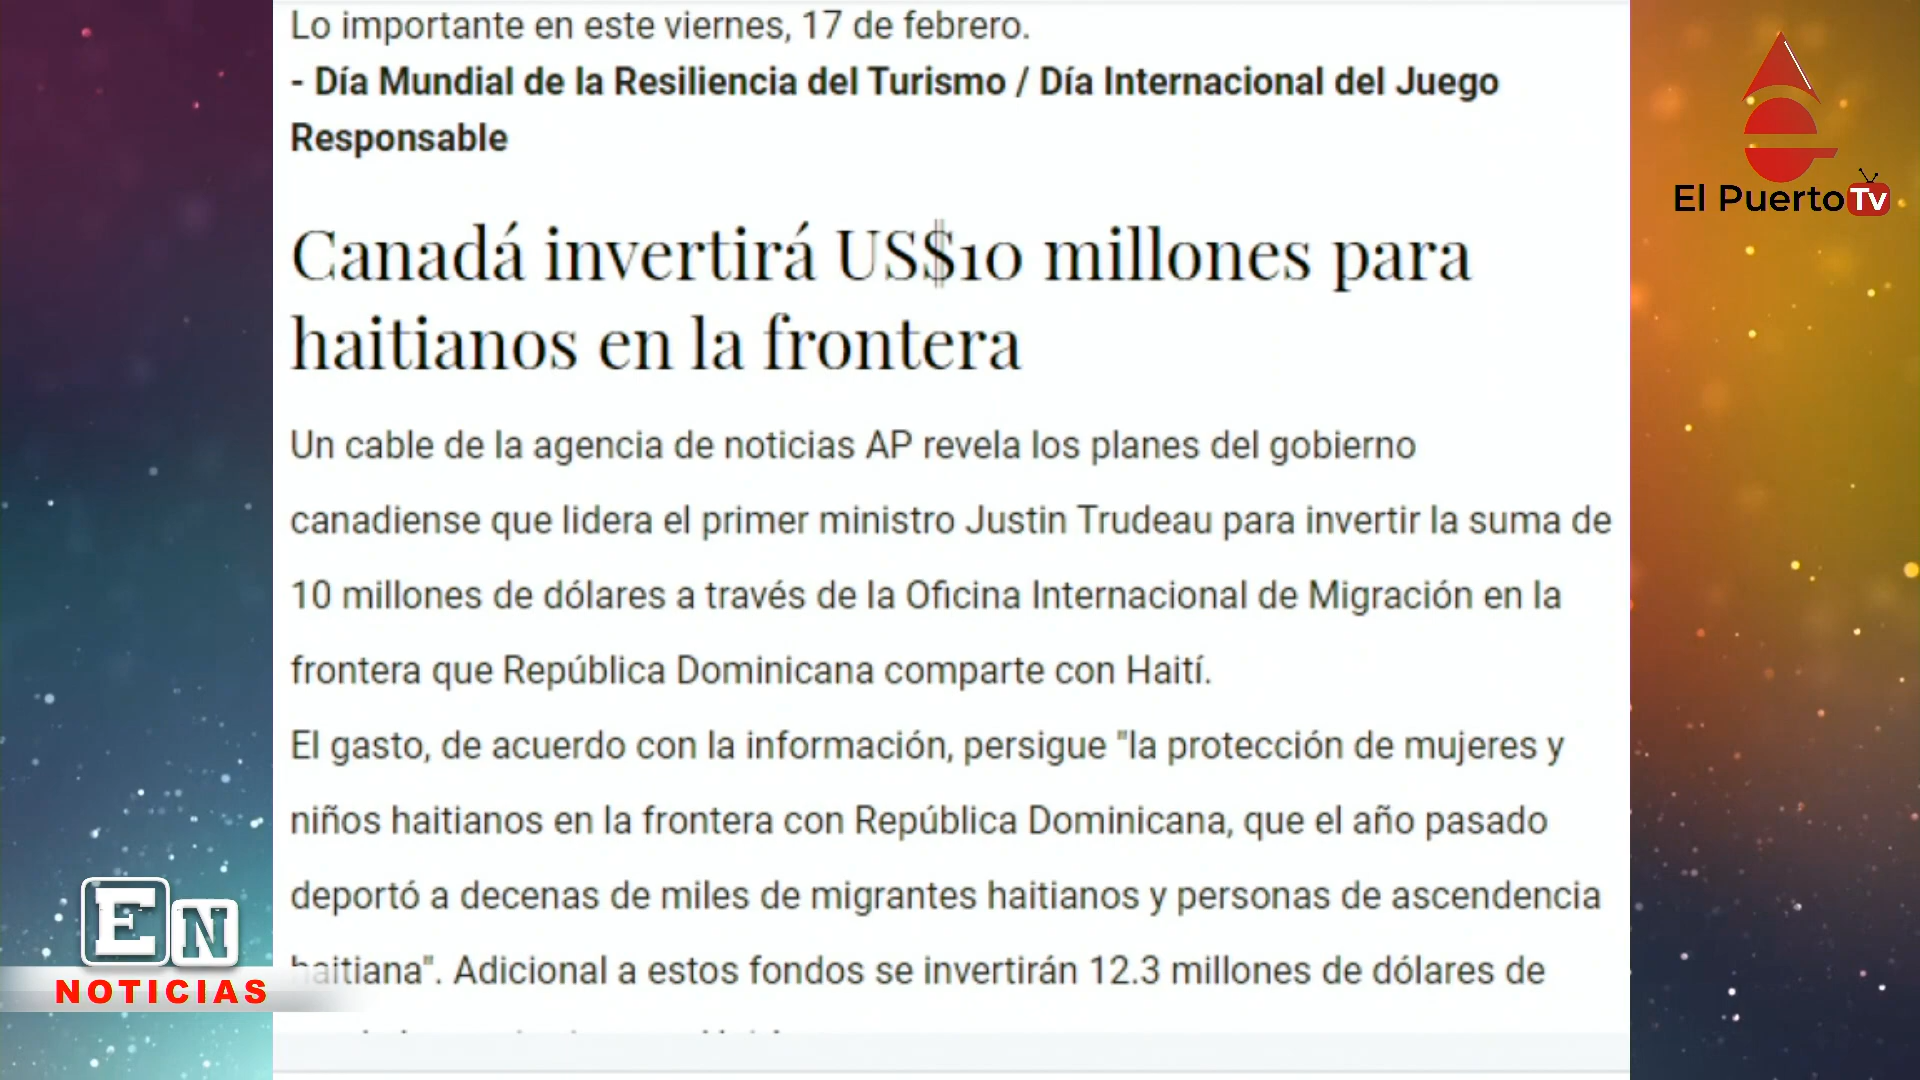 Lo importante en este viernes, 17 de febrero.
- Día Mundial de la Resiliencia del Turismo / Día Internacional del Juego
Responsable
El Puerto Tv
Canadá invertirá US$10 millones para
haitianos en la frontera
Un cable de la agencia de noticias AP revela los planes del gobierno
canadiense que lidera el primer ministro Justin Trudeau para invertir la suma de
10 millones de dólares a través de la Oficina Internacional de Migración en la
frontera que República Dominicana comparte con Haití.
El gasto, de acuerdo con la información, persigue "la protección de mujeres y
niños haitianos en la frontera con República Dominicana, que el año pasado
deportó a decenas de miles de migrantes haitianos y personas de ascendencia
haitiana". Adicional a estos fondos se invertirán 12.3 millones de dólares de
EN
NOTICIAS